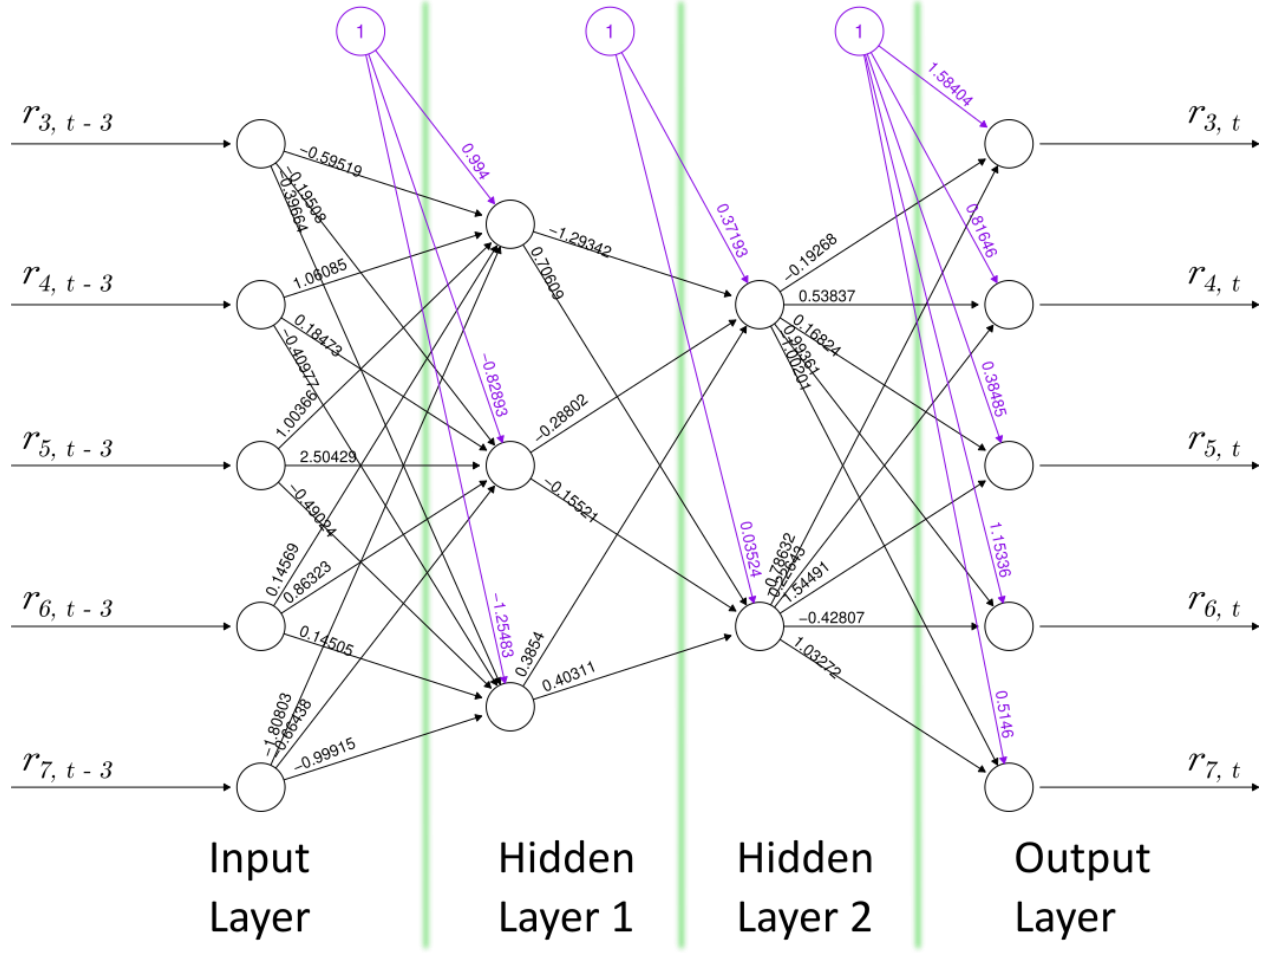 1 1 1
r3, t - 3
r4, t - 3
r5, t - 3
r6, t - 3
r7, t - 3
−0.59519
−0.19508
−0.39664
1.06085
0.18473
−0.40977
1.00366
2.50429
−0.49024
0.14569
0.86323
0.14505
−1.80803
−0.99915
0.994
−0.82893
−1.25483
−1.29342
0.70609
−0.28802
−0.15521
0.3854
0.40311
0.37193
0.03524
−0.19268
0.53837
0.16824
1.54491
−0.42807
1.03272
1.58404
0.81646
0.38485
1.15336
0.5146
r3, t
r4, t
r5, t
r6, t
r7, t
Input
Layer
Hidden
Layer 1
Hidden
Layer 2
Output
Layer